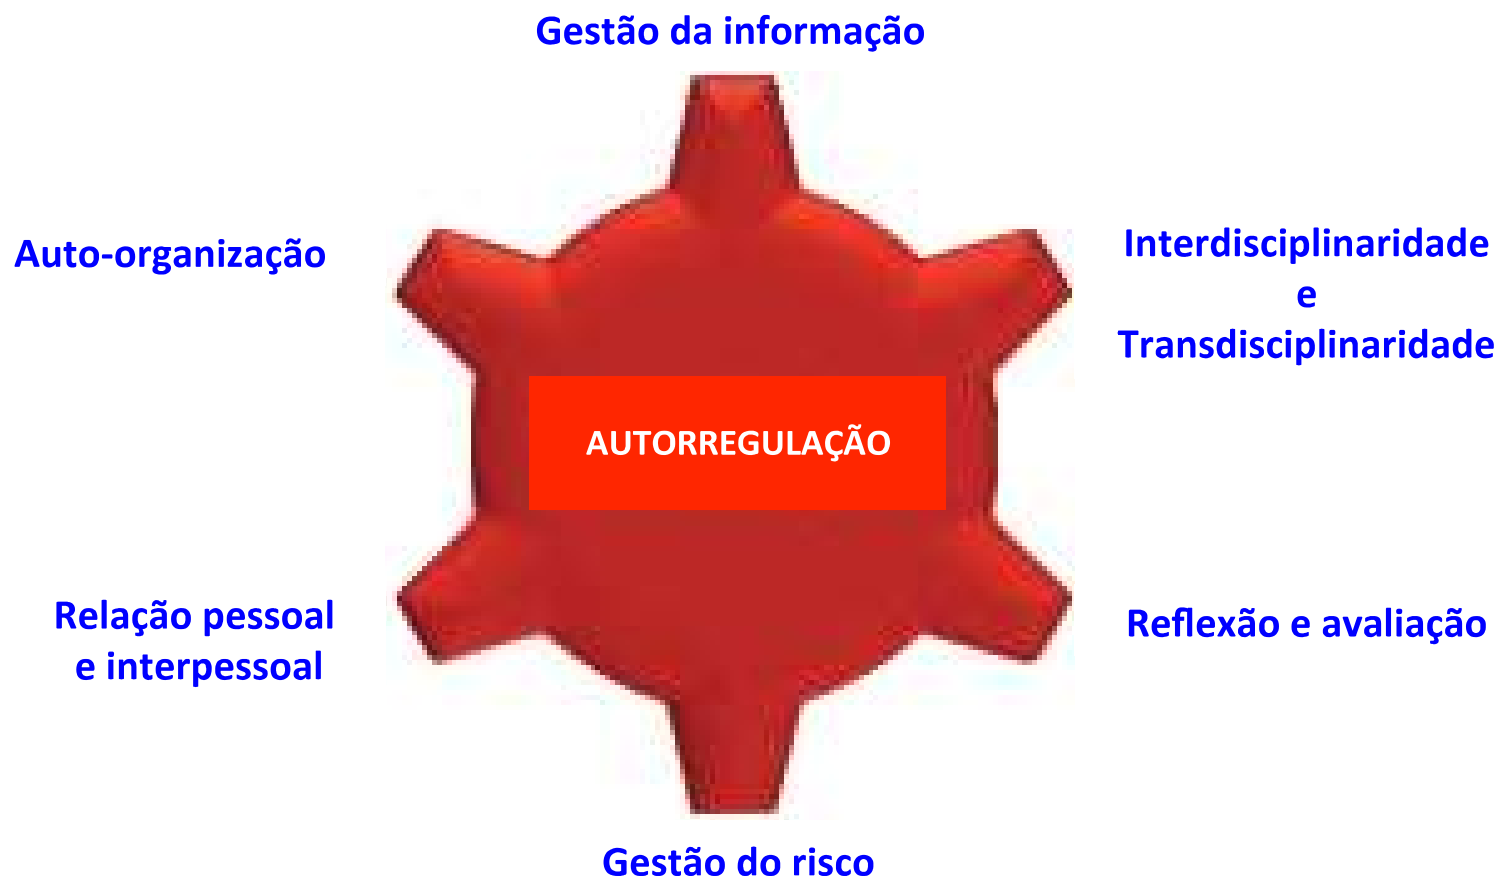 Gestão da informação
Auto-organização
Interdisciplinaridade
e
Transdisciplinaridade
AUTORREGULAÇÃO
Relação pessoal
e interpessoal
Reflexão e avaliação
Gestão do risco